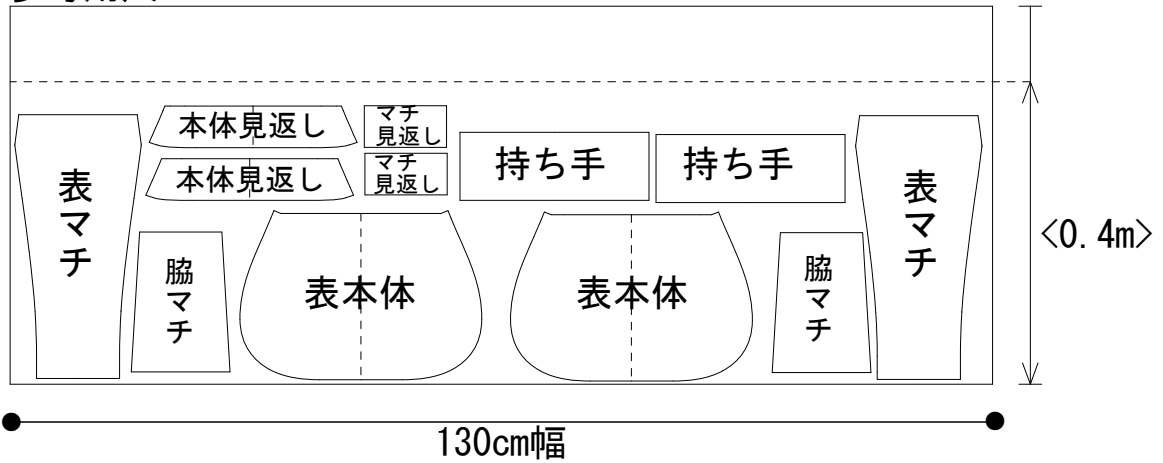 本体見返し
マチ
見返し
本体見返し
マチ
見返し
持ち手
持ち手
表マチ
表マチ
脇マチ
表本体
表本体
脇マチ
<0.4m>
130cm幅